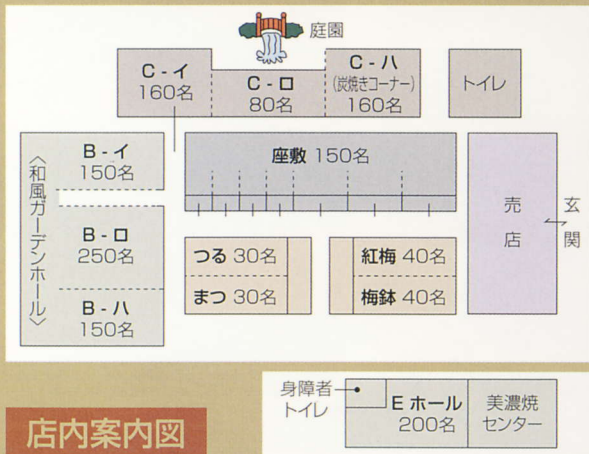 庭園
C - イ
160名
C - ロ
80名
C - ハ
(炭焼きコーナー)
160名
トイレ
〈和風ガーデンホール〉
B - イ
150名
B - ロ
250名
B - ハ
150名
座敷 150名
つる 30名
まつ 30名
紅梅 40名
梅鉢 40名
売店
玄関
身障者
トイレ
E ホール
200名
美濃焼
センター
店内案内図